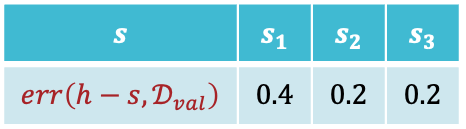 s s₁ s₂ s₃
err(h − s, 𝒟_val) 0.4 0.2 0.2